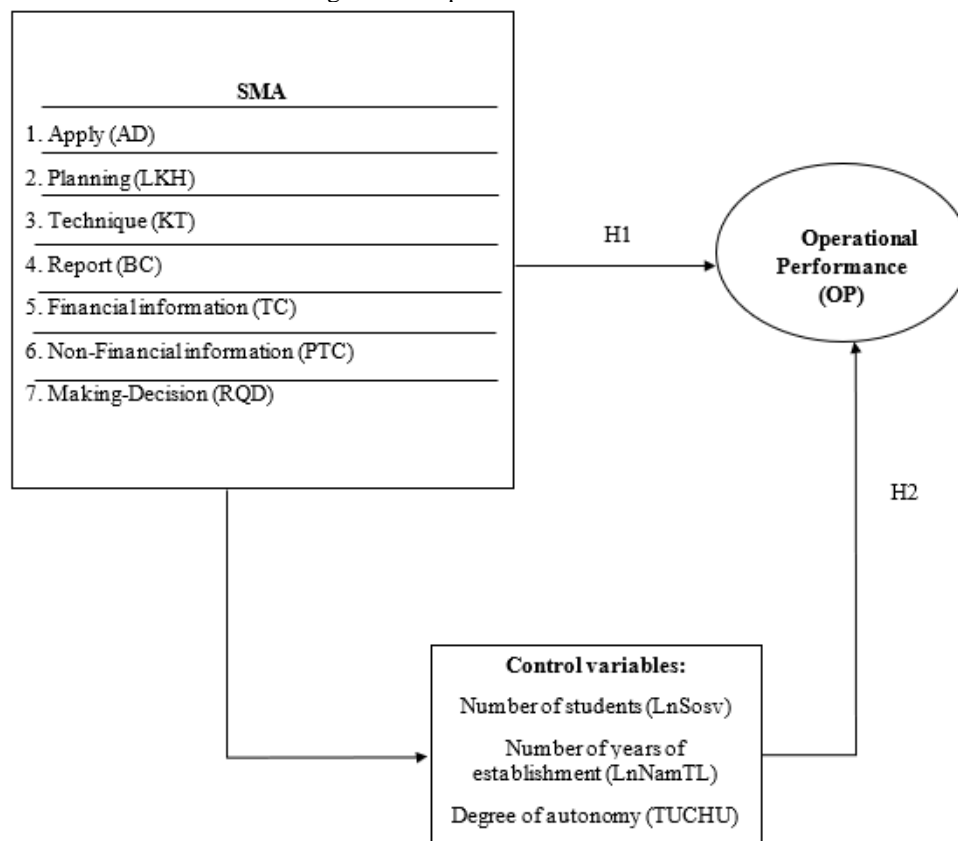 SMA
1. Apply (AD)
2. Planning (LKH)
3. Technique (KT)
4. Report (BC)
5. Financial information (TC)
6. Non-Financial information (PTC)
7. Making-Decision (RQD)
H1
Operational
Performance
(OP)
H2
Control variables:
Number of students (LnSosv)
Number of years of
establishment (LnNamTL)
Degree of autonomy (TUCHU)